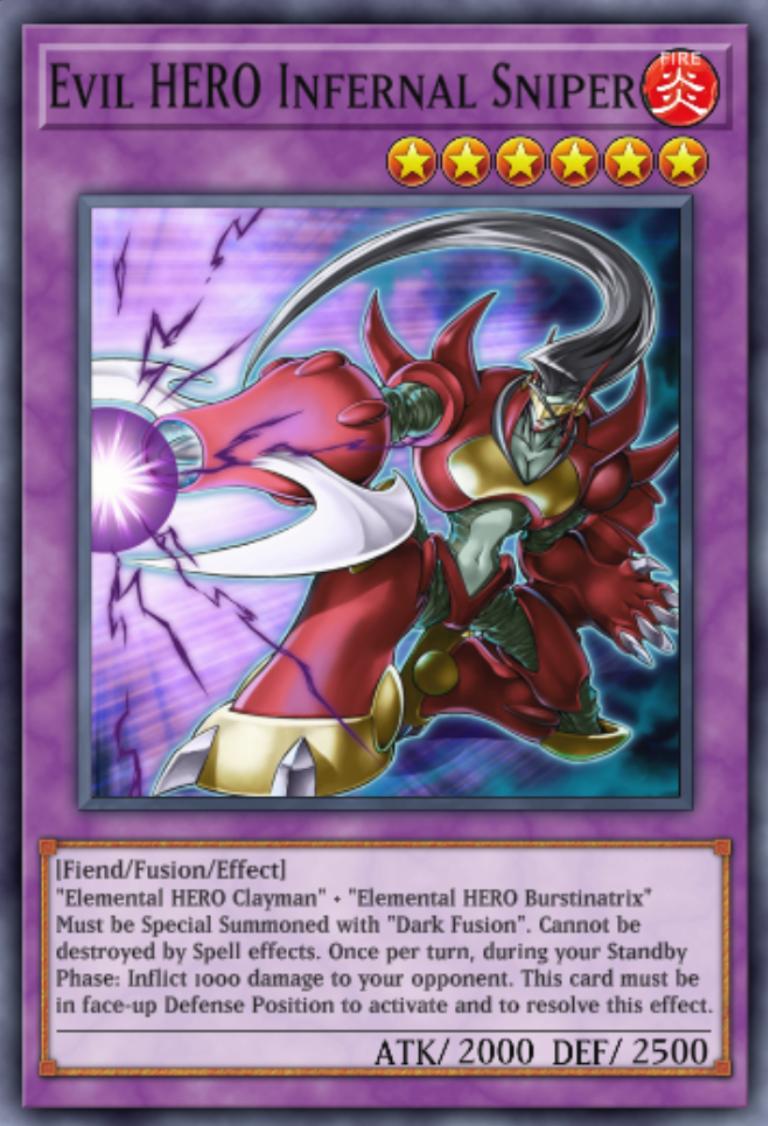 Evil HERO Infernal Sniper
FIRE
炎
[Fiend/Fusion/Effect]
"Elemental HERO Clayman" + "Elemental HERO Burstinatrix"
Must be Special Summoned with "Dark Fusion". Cannot be
destroyed by Spell effects. Once per turn, during your Standby
Phase: Inflict 1000 damage to your opponent. This card must be
in face-up Defense Position to activate and to resolve this effect.
ATK/ 2000 DEF/ 2500